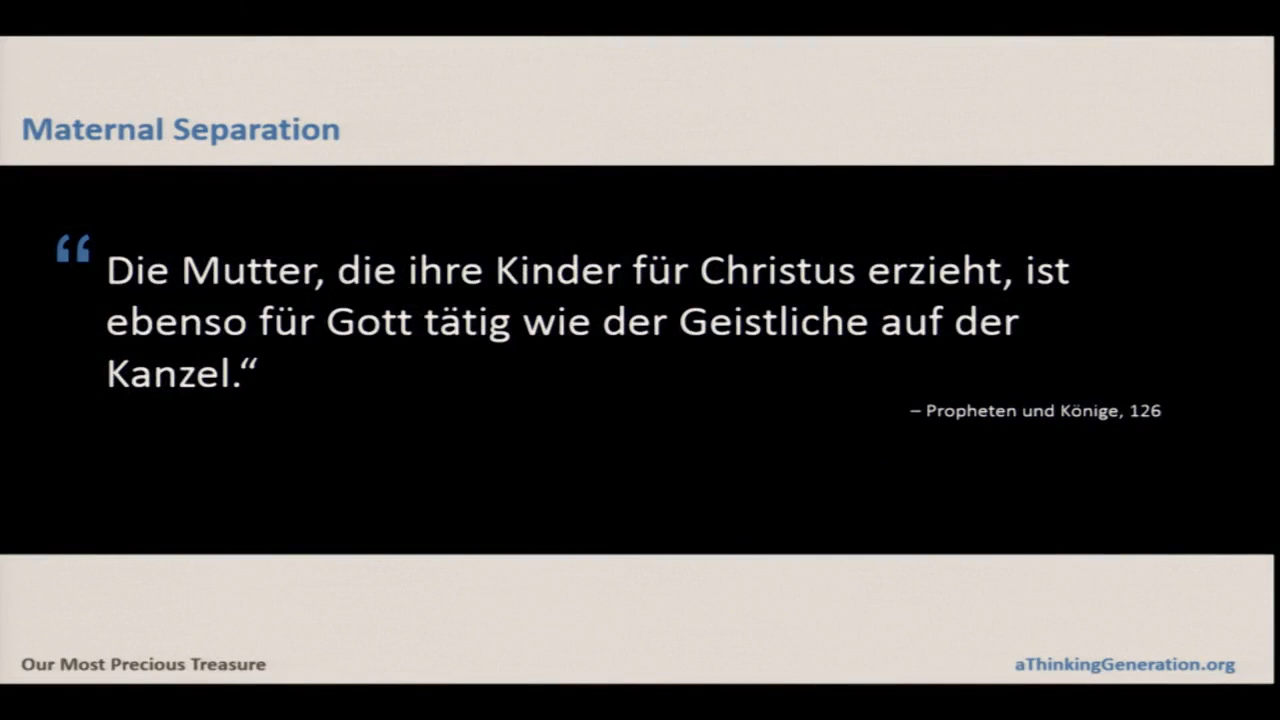 Maternal Separation
“ Die Mutter, die ihre Kinder für Christus erzieht, ist
ebenso für Gott tätig wie der Geistliche auf der
Kanzel.“
– Propheten und Könige, 126
Our Most Precious Treasure
aThinkingGeneration.org